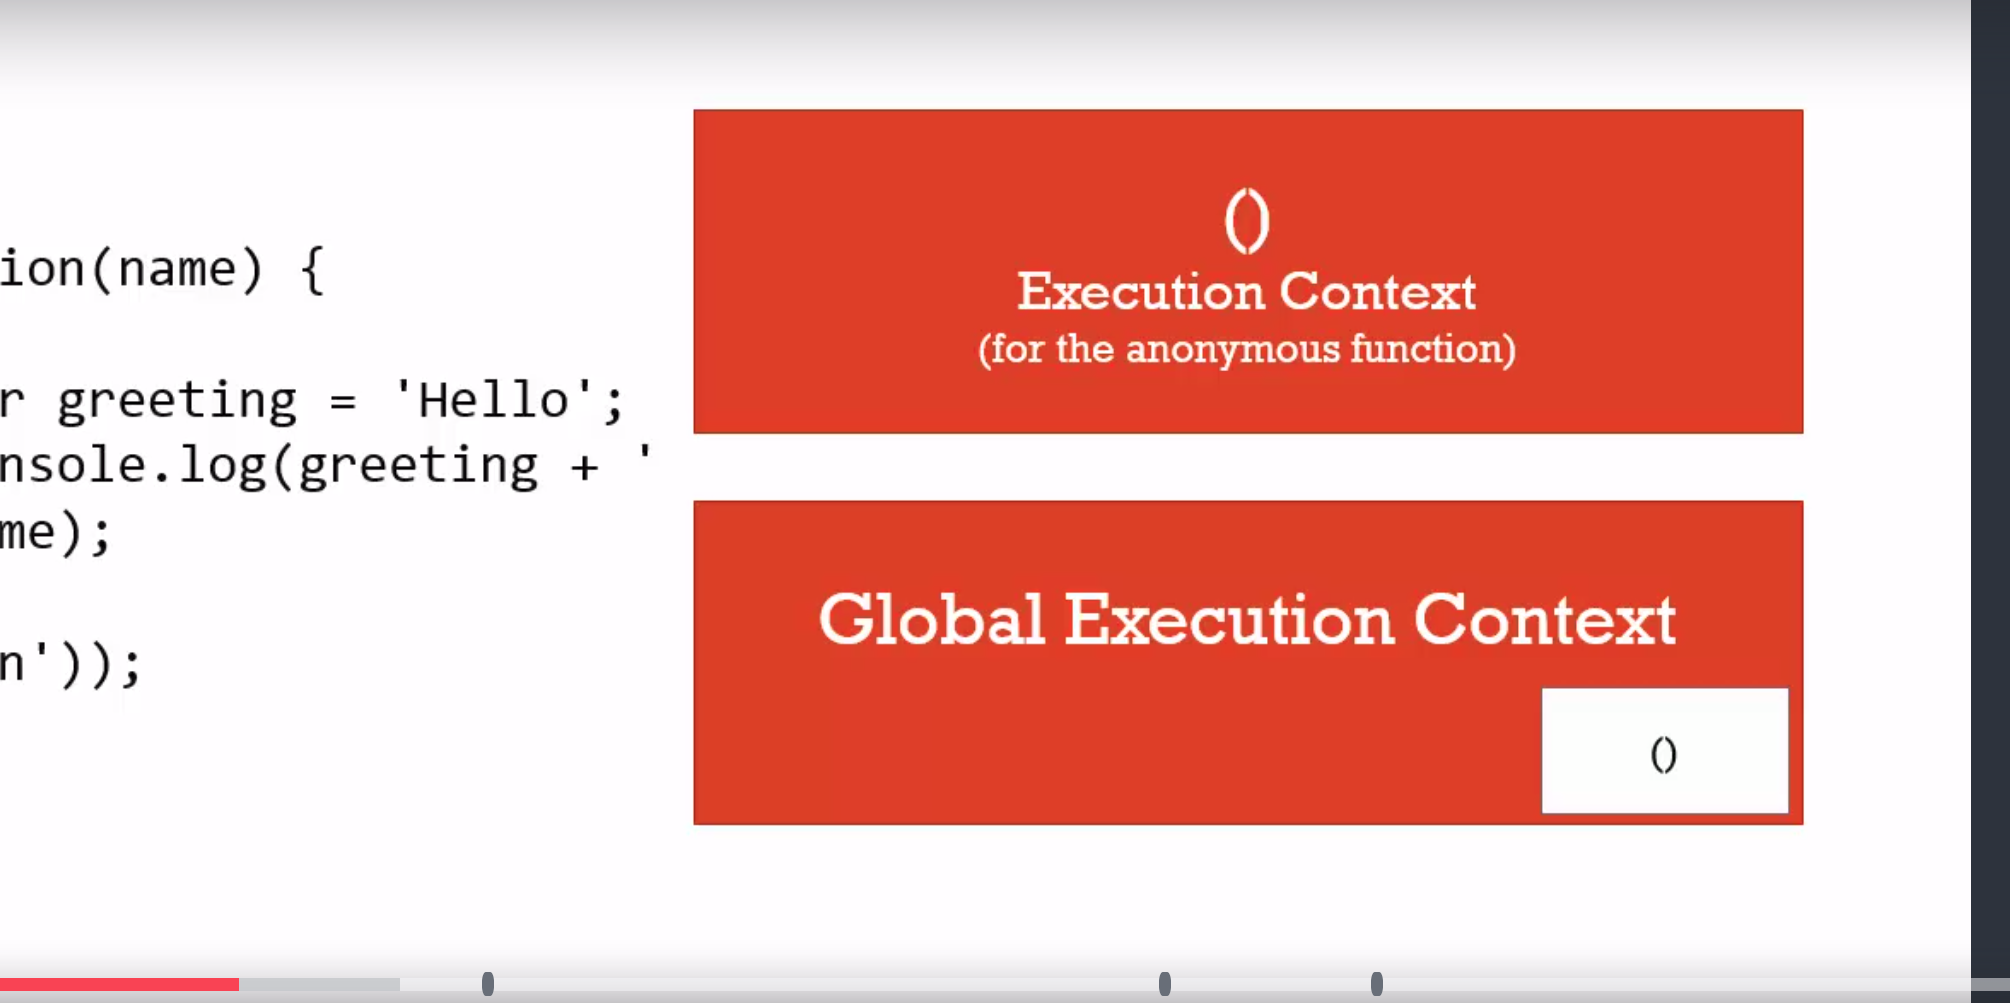 ion(name) {
r greeting = 'Hello';
nsole.log(greeting + '
me);
n'));
()
Execution Context
(for the anonymous function)
Global Execution Context
()